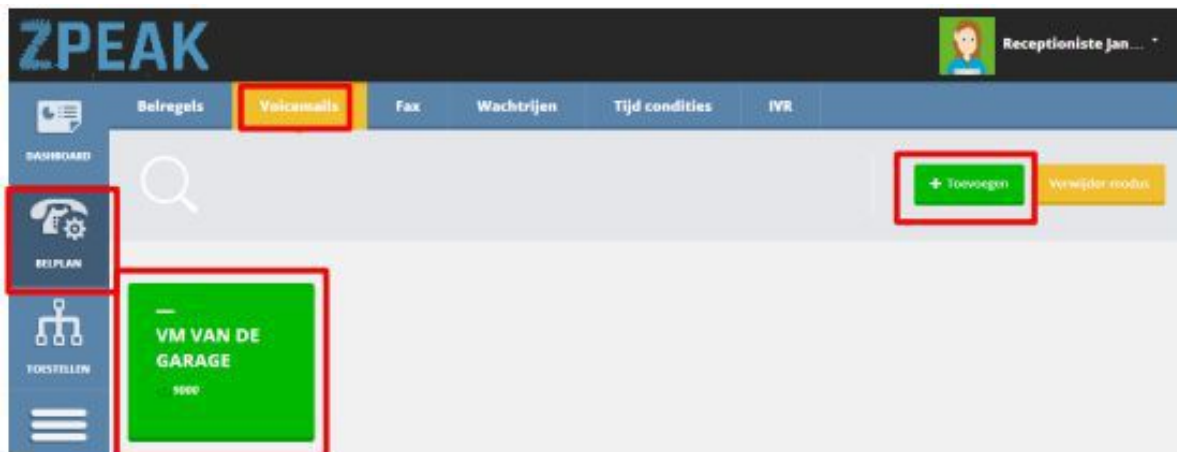 ZPEAK
Receptioniste Jan...
Belregels Voicemails Fax Wachtrijen Tijd condities IVR
DASHBOARD
+ Toevoegen Verwijder modus
BELPLAN
VM VAN DE
GARAGE
9000
TOESTELLEN